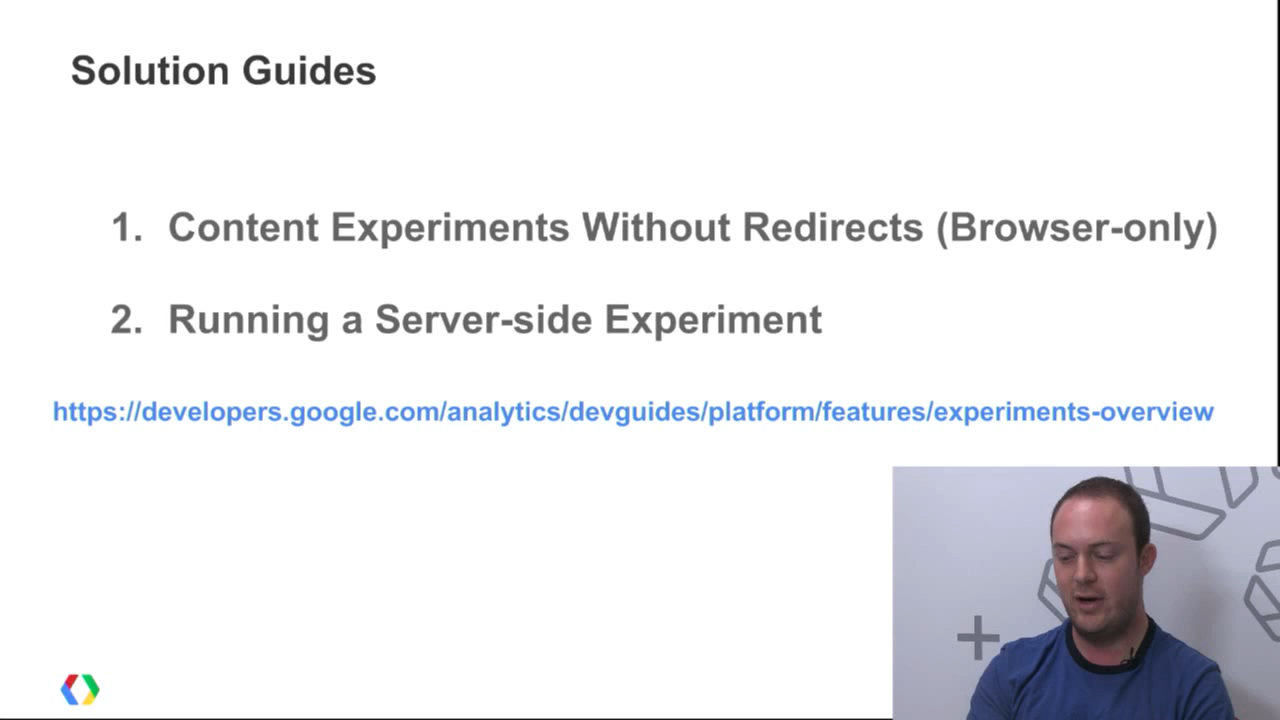 Solution Guides
1. Content Experiments Without Redirects (Browser-only)
2. Running a Server-side Experiment
https://developers.google.com/analytics/devguides/platform/features/experiments-overview